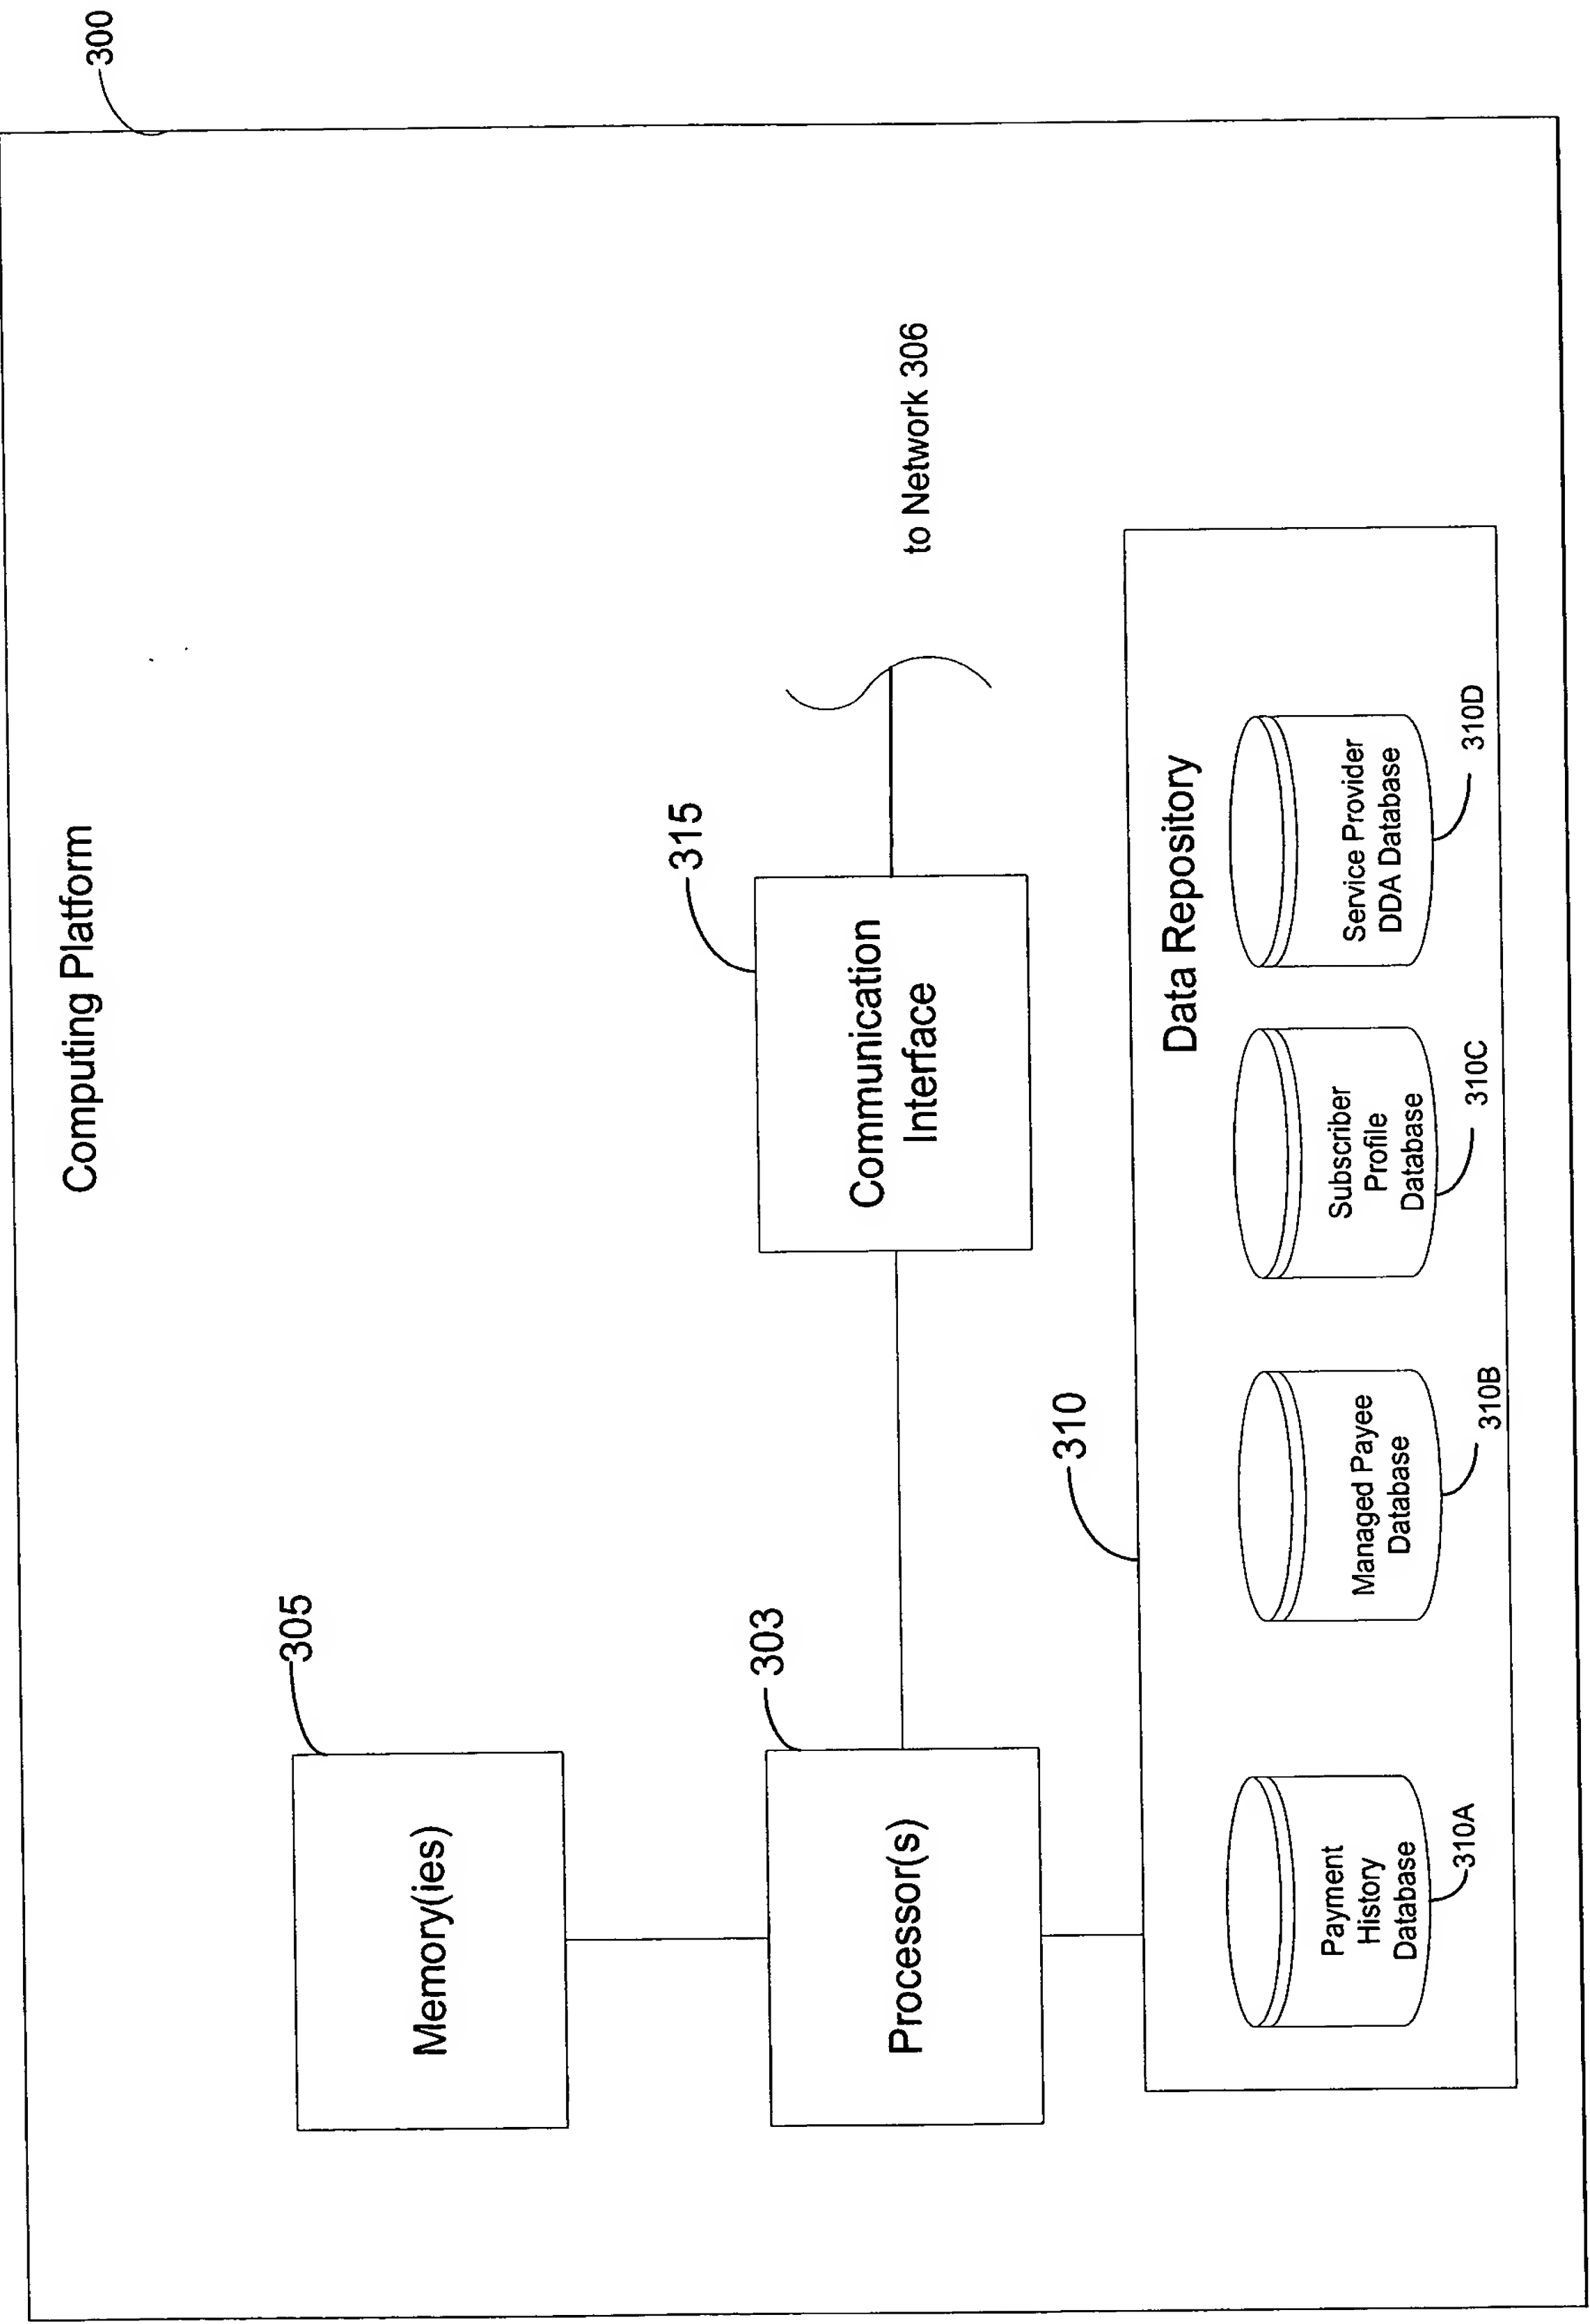 300
Computing Platform
305
Memory(ies)
303
Processor(s)
315
Communication
Interface
to Network 306
310
Data Repository
Payment
History
Database
310A
Managed Payee
Database
310B
Subscriber
Profile
Database
310C
Service Provider
DDA Database
310D